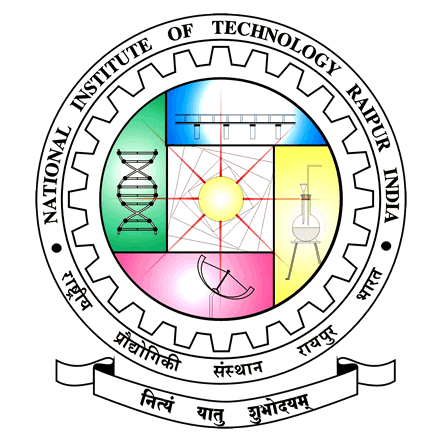 NATIONAL INSTITUTE OF TECHNOLOGY RAIPUR INDIA
राष्ट्रीय प्रौद्योगिकी संस्थान रायपुर भारत
नित्यं यातु शुभोदयम्